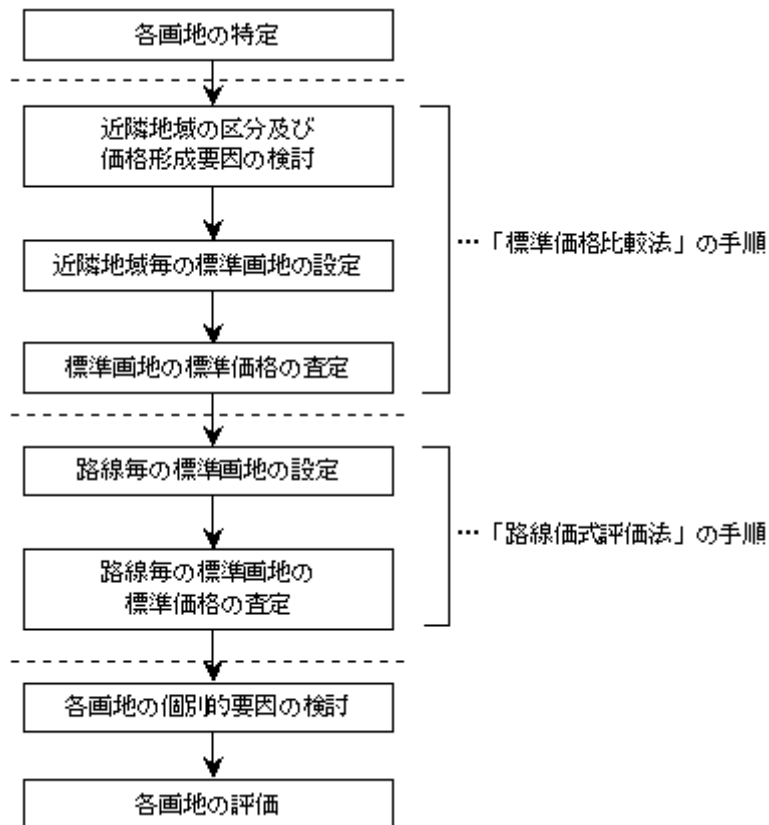 各画地の特定
近隣地域の区分及び
価格形成要因の検討
近隣地域毎の標準画地の設定
…「標準価格比較法」の手順
標準画地の標準価格の査定
路線毎の標準画地の設定
…「路線価式評価法」の手順
路線毎の標準画地の
標準価格の査定
各画地の個別的要因の検討
各画地の評価